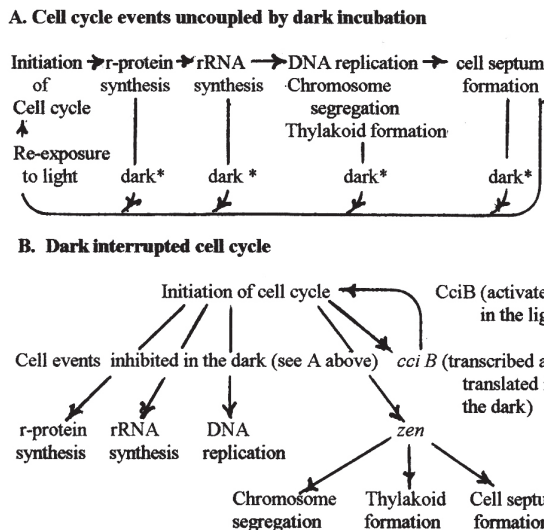 A. Cell cycle events uncoupled by dark incubation
Initiation r-protein rRNA DNA replication cell septum
of synthesis synthesis Chromosome formation
Cell cycle segregation
Thylakoid formation
Re-exposure
to light dark* dark * dark* dark*
B. Dark interrupted cell cycle
Initiation of cell cycle CciB (activate
in the lig
Cell events inhibited in the dark (see A above) cci B (transcribed a
translated
the dark)
r-protein rRNA DNA zen
synthesis synthesis replication
Chromosome Thylakoid Cell septu
segregation formation formation